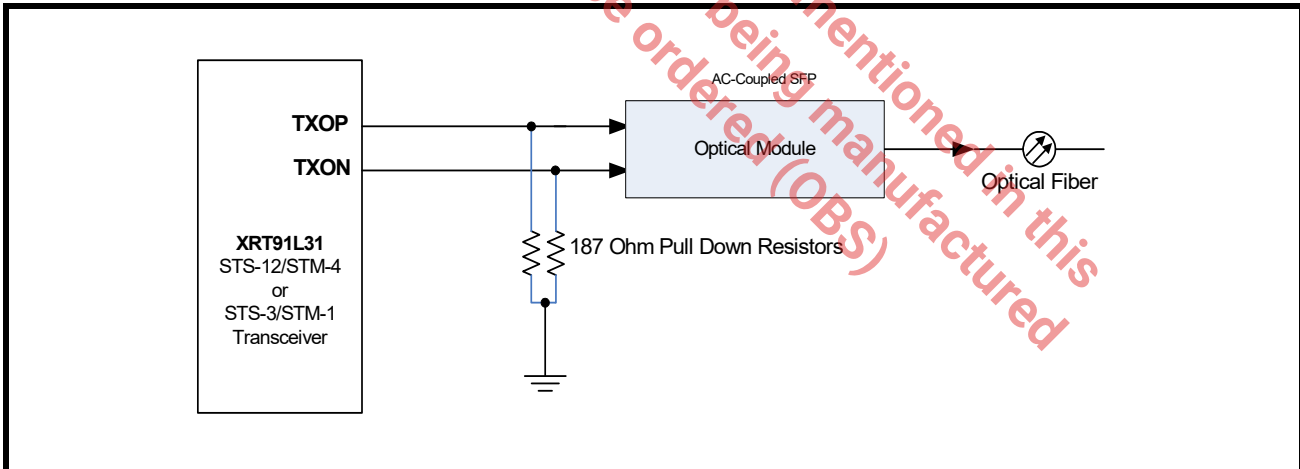 TXOP
TXON
XRT91L31
STS-12/STM-4
or
STS-3/STM-1
Transceiver
AC-Coupled SFP
Optical Module
Optical Fiber
187 Ohm Pull Down Resistors
mentioned in this
being manufactured
ordered (OBS)